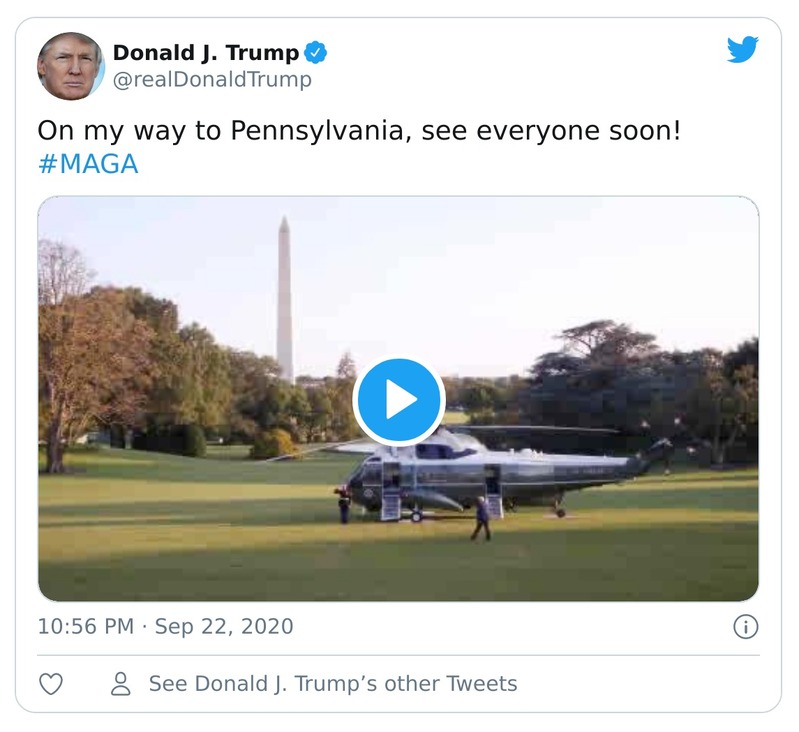 Donald J. Trump
@realDonaldTrump
On my way to Pennsylvania, see everyone soon!
#MAGA
10:56 PM · Sep 22, 2020
See Donald J. Trump’s other Tweets